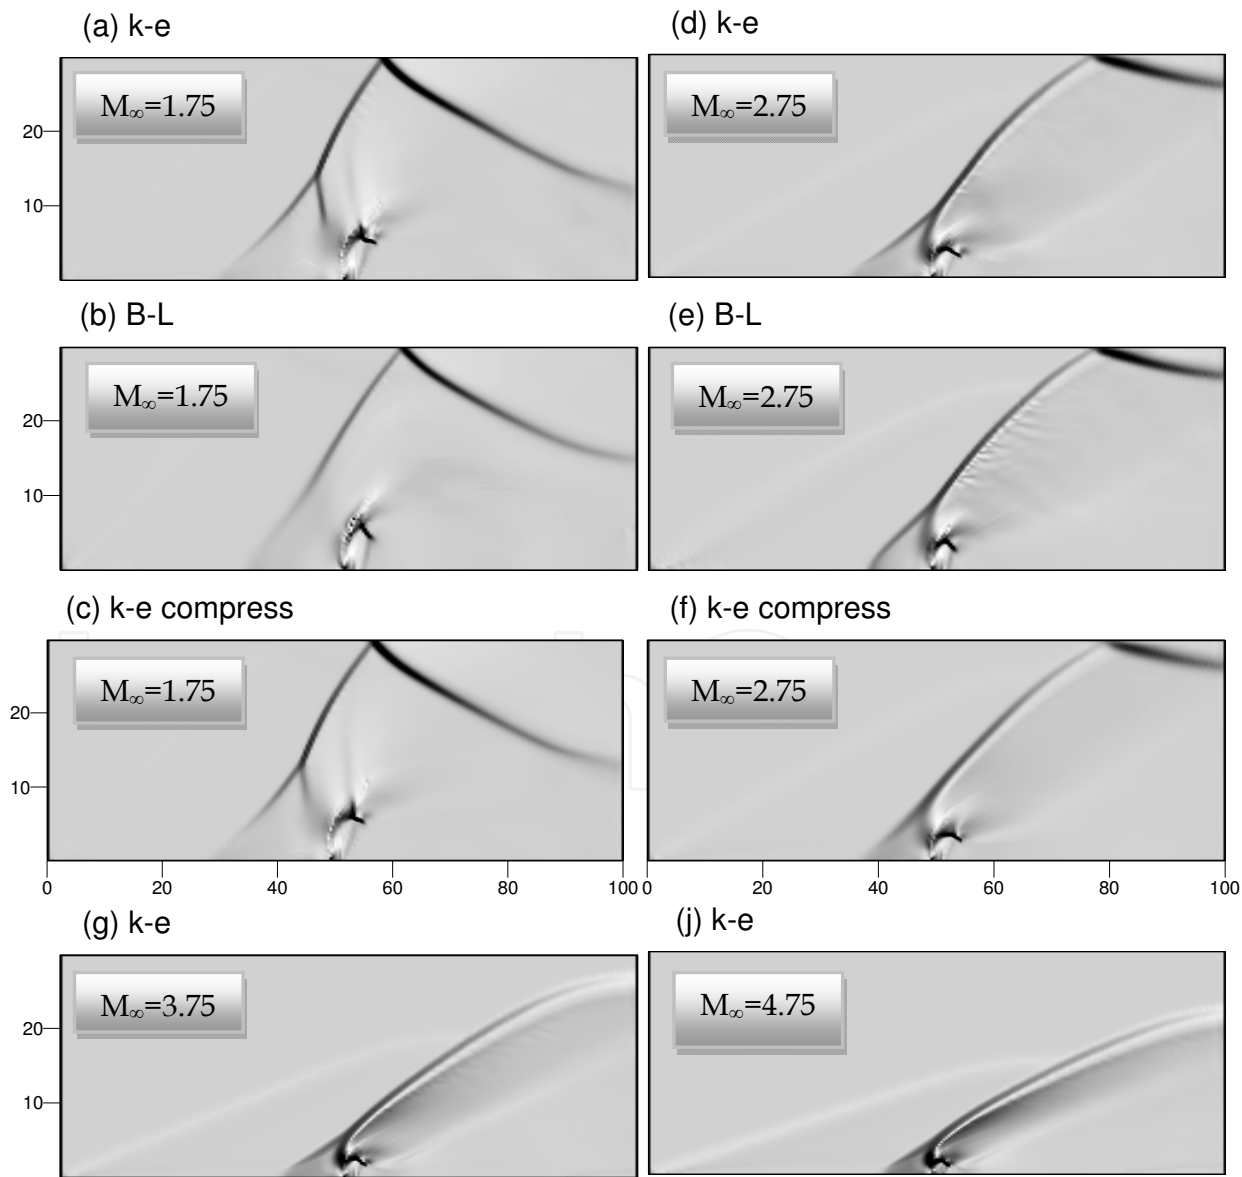 (a) k-e
(d) k-e
M∞=1.75
M∞=2.75
20
10
(b) B-L
(e) B-L
M∞=1.75
M∞=2.75
20
10
(c) k-e compress
(f) k-e compress
M∞=1.75
M∞=2.75
20
10
0 20 40 60 80 100 0 20 40 60 80 100
(g) k-e
(j) k-e
M∞=3.75
M∞=4.75
20
10